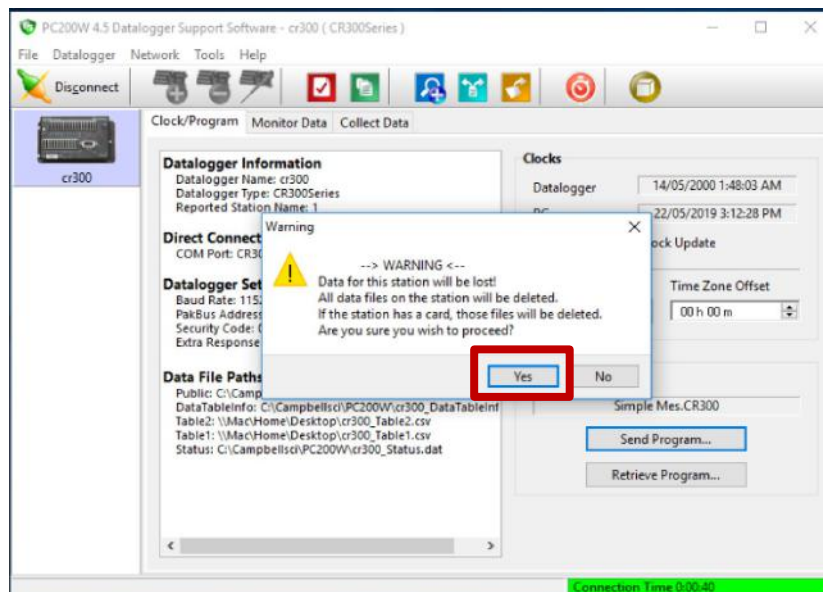 PC200W 4.5 Datalogger Support Software - cr300 ( CR300Series )
File Datalogger Network Tools Help
Disconnect
cr300
Clock/Program Monitor Data Collect Data
Datalogger Information
Datalogger Name: cr300
Datalogger Type: CR300Series
Reported Station Name: 1
Direct Connect
COM Port: CR30
Datalogger Set
Baud Rate: 1152
PakBus Address
Security Code: 0
Extra Response
Data File Paths
Public: C:\Camp
DataTableInfo: C:\Campbellsci\PC200W\cr300_DataTableInf
Table2: \\Mac\Home\Desktop\cr300_Table2.csv
Table1: \\Mac\Home\Desktop\cr300_Table1.csv
Status: C:\Campbellsci\PC200W\cr300_Status.dat
Clocks
Datalogger 14/05/2000 1:48:03 AM
22/05/2019 3:12:28 PM
ock Update
Time Zone Offset
00 h 00 m
Warning
--> WARNING <--
Data for this station will be lost!
All data files on the station will be deleted.
If the station has a card, those files will be deleted.
Are you sure you wish to proceed?
Yes No
Simple Mes.CR300
Send Program...
Retrieve Program...
Connection Time 0:00:40